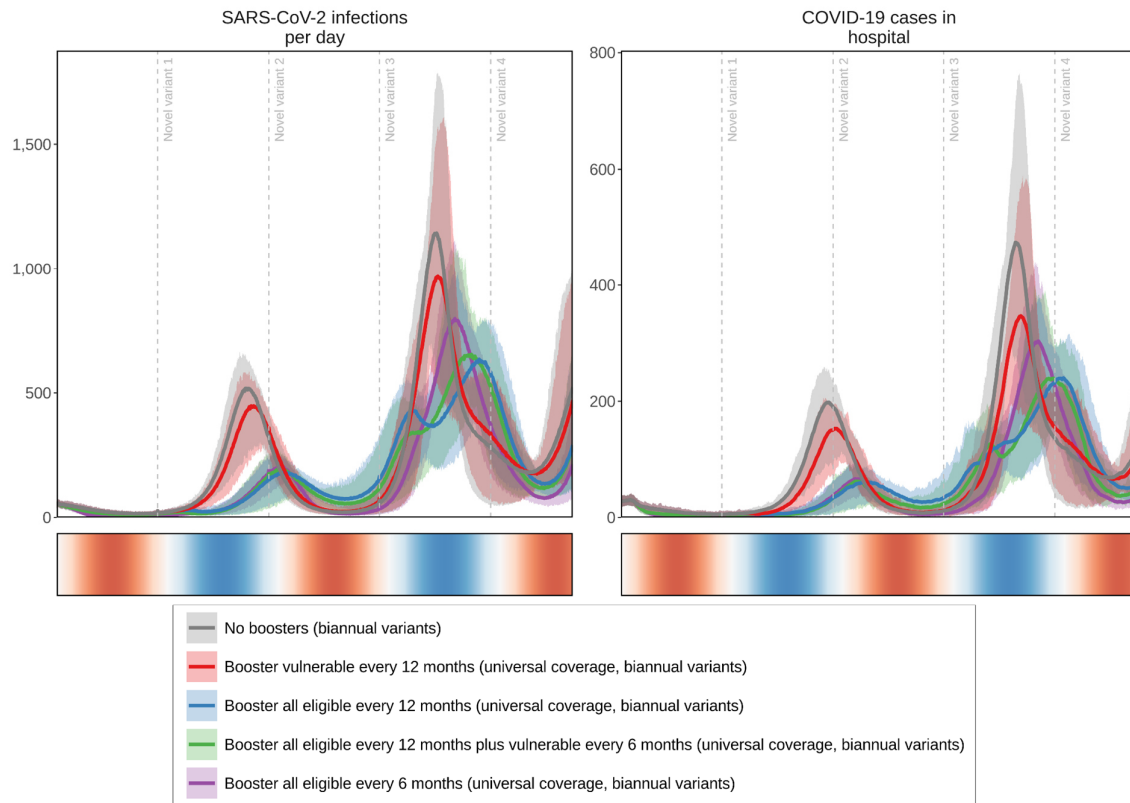 SARS-CoV-2 infections
per day
COVID-19 cases in
hospital
1,500
1,000
500
0
Novel variant 1
Novel variant 2
Novel variant 3
Novel variant 4
800
600
400
200
0
Novel variant 1
Novel variant 2
Novel variant 3
Novel variant 4
No boosters (biannual variants)
Booster vulnerable every 12 months (universal coverage, biannual variants)
Booster all eligible every 12 months (universal coverage, biannual variants)
Booster all eligible every 12 months plus vulnerable every 6 months (universal coverage, biannual variants)
Booster all eligible every 6 months (universal coverage, biannual variants)